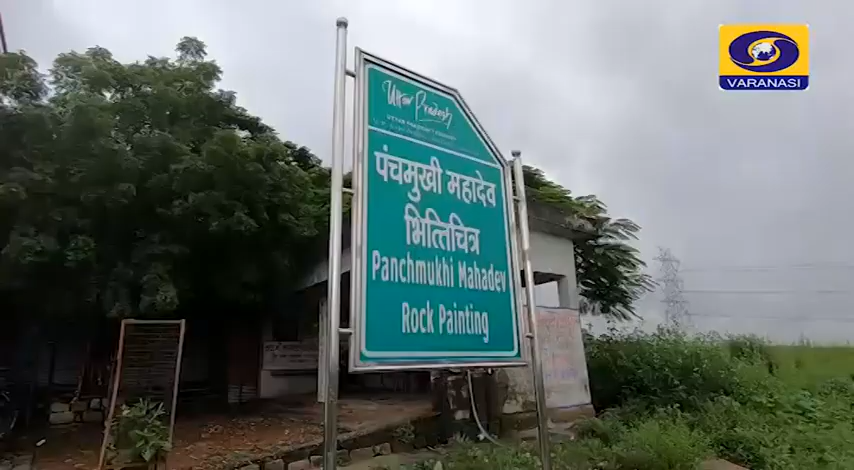 VARANASI
Uttar Pradesh
पंचमुखी महादेव
भित्तिचित्र
Panchmukhi Mahadev
Rock Painting